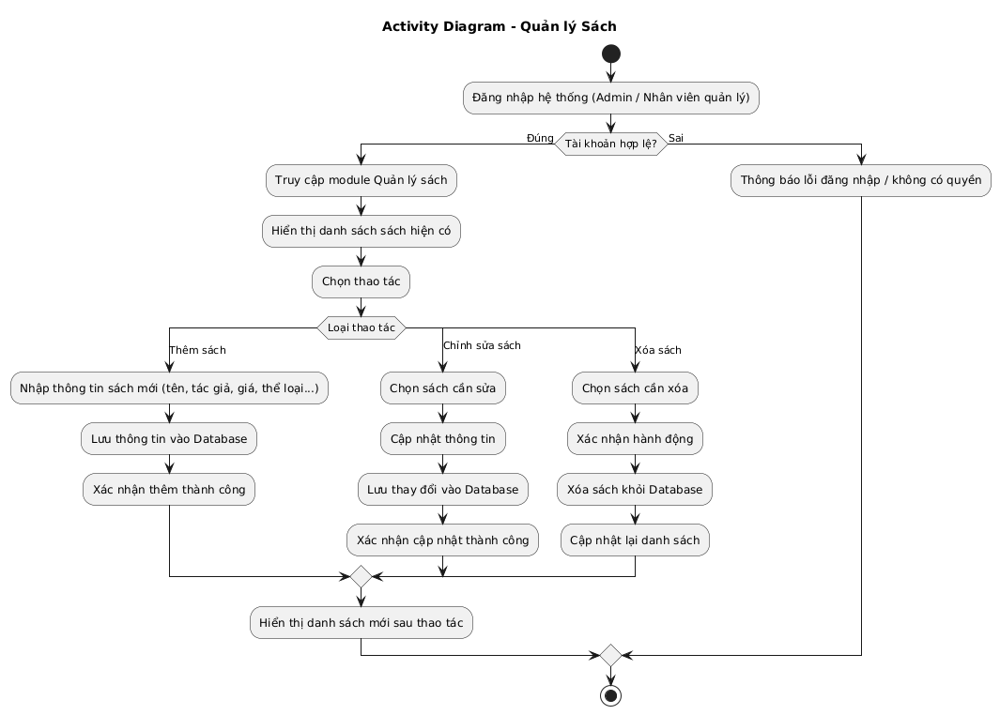 Activity Diagram - Quản lý Sách
Đăng nhập hệ thống (Admin / Nhân viên quản lý)
Đúng
Tài khoản hợp lệ?
Sai
Truy cập module Quản lý sách
Thông báo lỗi đăng nhập / không có quyền
Hiển thị danh sách sách hiện có
Chọn thao tác
Loại thao tác
Thêm sách
Chỉnh sửa sách
Xóa sách
Nhập thông tin sách mới (tên, tác giả, giá, thể loại...)
Chọn sách cần sửa
Chọn sách cần xóa
Lưu thông tin vào Database
Cập nhật thông tin
Xác nhận hành động
Xác nhận thêm thành công
Lưu thay đổi vào Database
Xóa sách khỏi Database
Xác nhận cập nhật thành công
Cập nhật lại danh sách
Hiển thị danh sách mới sau thao tác